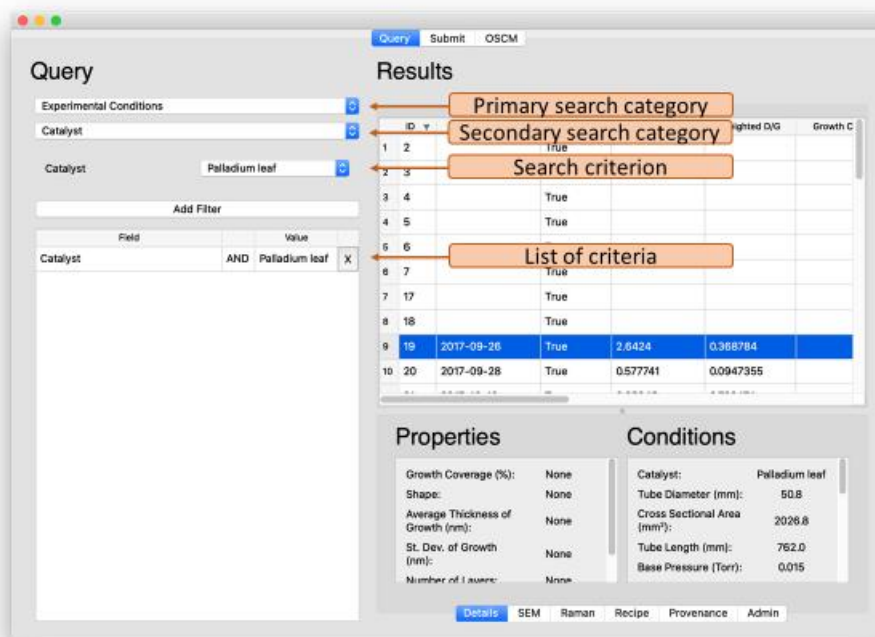 Query Submit OSCM
Query
Experimental Conditions
Catalyst
Catalyst Palladium leaf
Add Filter
Field Value
Catalyst AND Palladium leaf X
Results
Primary search category
Secondary search category
Search criterion
List of criteria
ID D/G Growth C
1 2 True
2 3
3 4 True
4 5 True
5 6
6 7 True
7 17 True
8 18 True
9 19 2017-09-26 True 2.6424 0.368784
10 20 2017-09-28 True 0.577741 0.0947355
Properties
Growth Coverage (%): None
Shape: None
Average Thickness of
Growth (nm): None
St. Dev. of Growth
(nm): None
Number of Layers: None
Conditions
Catalyst: Palladium leaf
Tube Diameter (mm): 50.8
Cross Sectional Area
(mm²): 2026.8
Tube Length (mm): 762.0
Base Pressure (Torr): 0.015
Details SEM Raman Recipe Provenance Admin